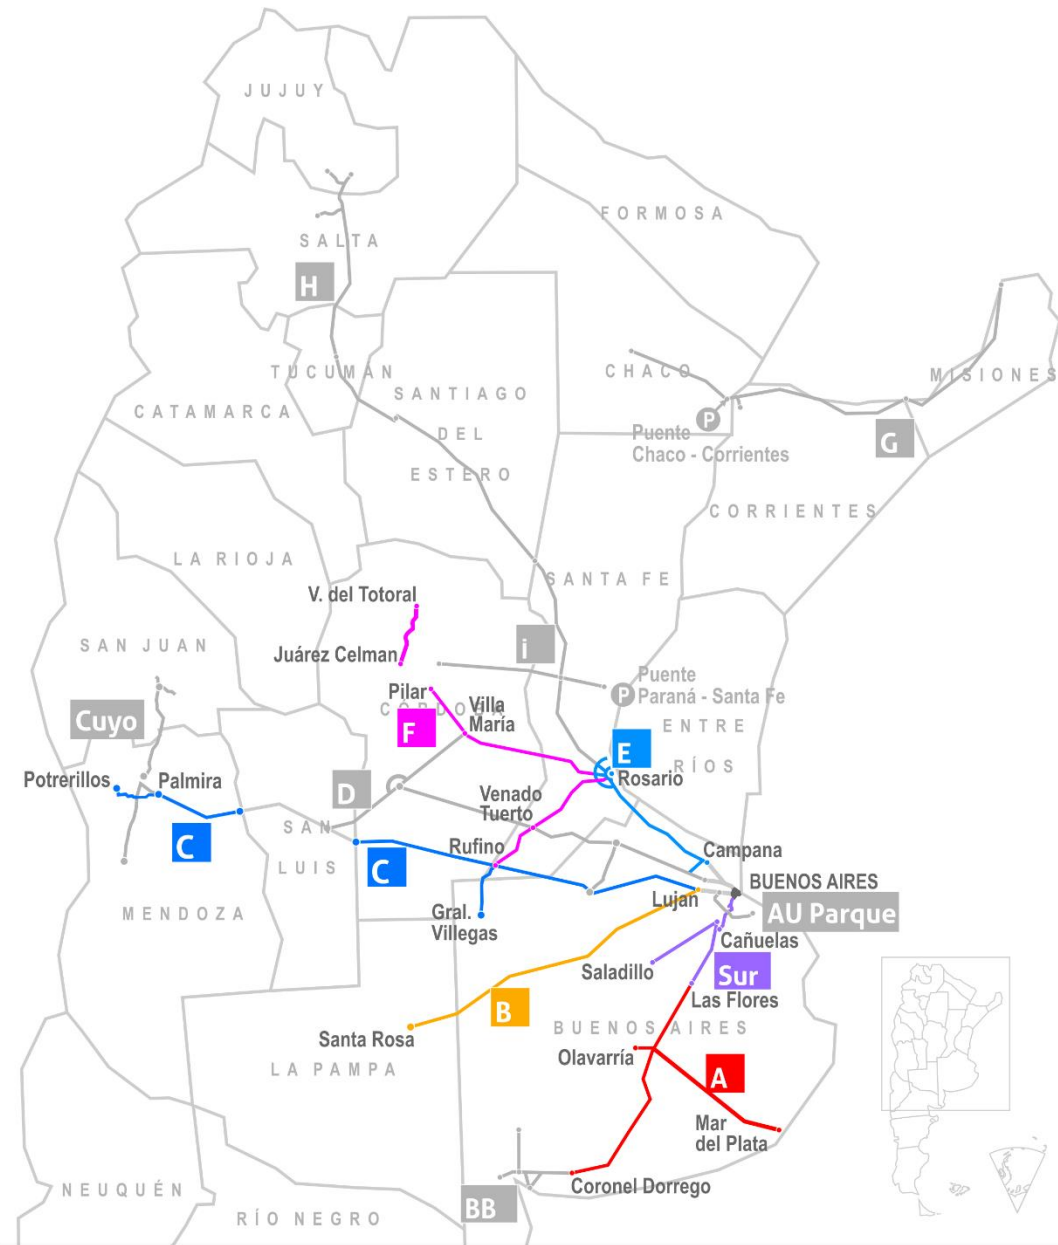 JUJUY
FORMOSA
SALTA
H
TUCUMÁN
CHACO
MISIONES
CATAMARCA
SANTIAGO
DEL
ESTERO
P
Puente
Chaco - Corrientes
G
CORRIENTES
LA RIOJA
SANTA FE
V. del Totoral
SAN JUAN
Juárez Celman
i
Puente
P
Paraná - Santa Fe
Pilar
CÓRDOBA
Villa
María
Cuyo
F
ENTRE
RÍOS
E
Rosario
Potrerillos
Palmira
D
Venado
Tuerto
SAN
LUIS
C
C
Rufino
Campana
BUENOS AIRES
Lujan
AU Parque
MENDOZA
Gral.
Villegas
Cañuelas
Saladillo
Sur
Las Flores
B
Santa Rosa
BUENOS AIRES
Olavarría
LA PAMPA
A
Mar
del Plata
Coronel Dorrego
NEUQUÉN
BB
RÍO NEGRO